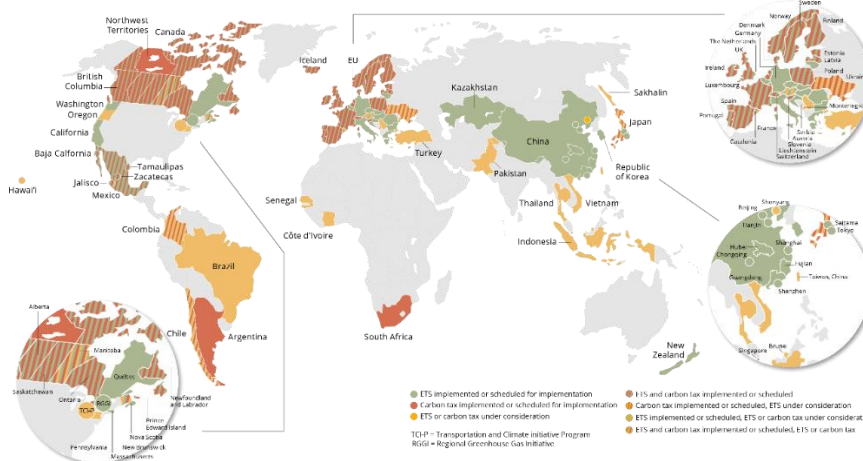 Northwest
Territories
Canada
Iceland
EU
British
Columbia
Washington
Oregon
California
Baja California
Hawai'i
Tamaulipas
Zacatecas
Jalisco
Mexico
Colombia
Brazil
Chile
Argentina
Senegal
Côte d'Ivoire
South Africa
Turkey
Kazakhstan
Pakistan
China
Sakhalin
Japan
Republic
of Korea
Thailand
Vietnam
Indonesia
New
Zealand
Sweden
Norway
Finland
Denmark
Germany
The Netherlands
UK
Ireland
Luxembourg
Spain
Portugal
Catalonia
France
Estonia
Latvia
Poland
Ukraine
Montenegro
Serbia
Austria
Slovenia
Liechtenstein
Switzerland
Shenyang
Beijing
Tianjin
Saitama
Tokyo
Hubei
Chongqing
Shanghai
Fujian
Guangdong
Taiwan, China
Shenzhen
Singapore
Brunei
Alberta
Manitoba
Saskatchewan
Ontario
Québec
TCI-P
RGGI
Newfoundland
and Labrador
Prince
Edward Island
Nova Scotia
New Brunswick
Massachusetts
Pennsylvania
ETS implemented or scheduled for implementation
Carbon tax implemented or scheduled for implementation
ETS or carbon tax under consideration
TCI-P = Transportation and Climate initiative Program
RGGI = Regional Greenhouse Gas Initiative
ETS and carbon tax implemented or scheduled
Carbon tax implemented or scheduled, ETS under consideration
ETS implemented or scheduled, ETS or carbon tax under considerat
ETS and carbon tax implemented or scheduled, ETS or carbon tax